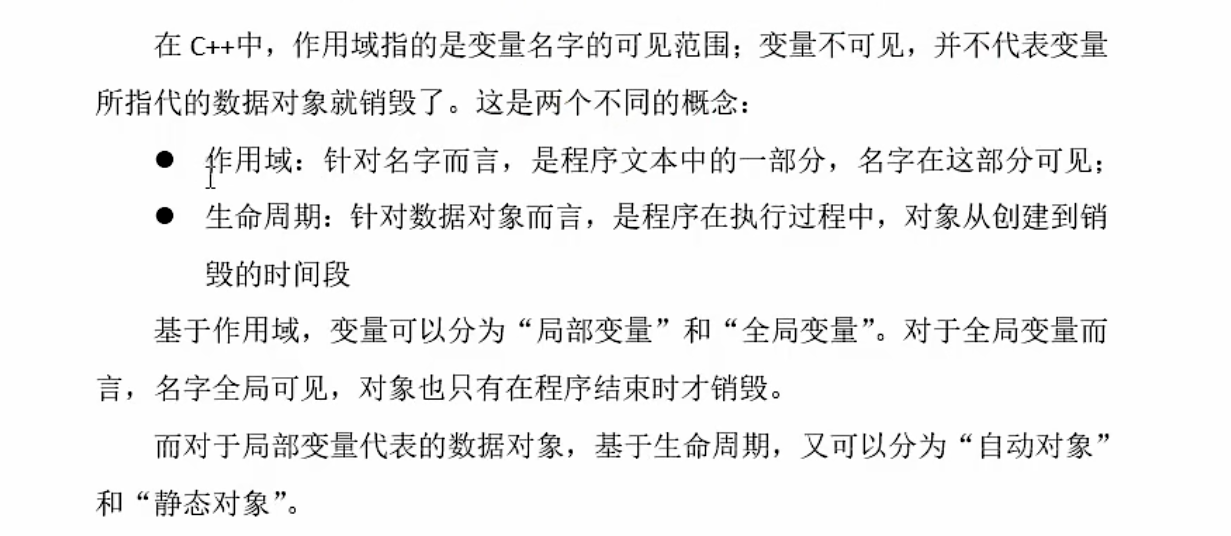 在 C++中，作用域指的是变量名字的可见范围；变量不可见，并不代表变量
所指代的数据对象就销毁了。这是两个不同的概念：
● 作用域：针对名字而言，是程序文本中的一部分，名字在这部分可见；
● 生命周期：针对数据对象而言，是程序在执行过程中，对象从创建到销
毁的时间段
基于作用域，变量可以分为“局部变量”和“全局变量”。对于全局变量而
言，名字全局可见，对象也只有在程序结束时才销毁。
而对于局部变量代表的数据对象，基于生命周期，又可以分为“自动对象”
和“静态对象”。